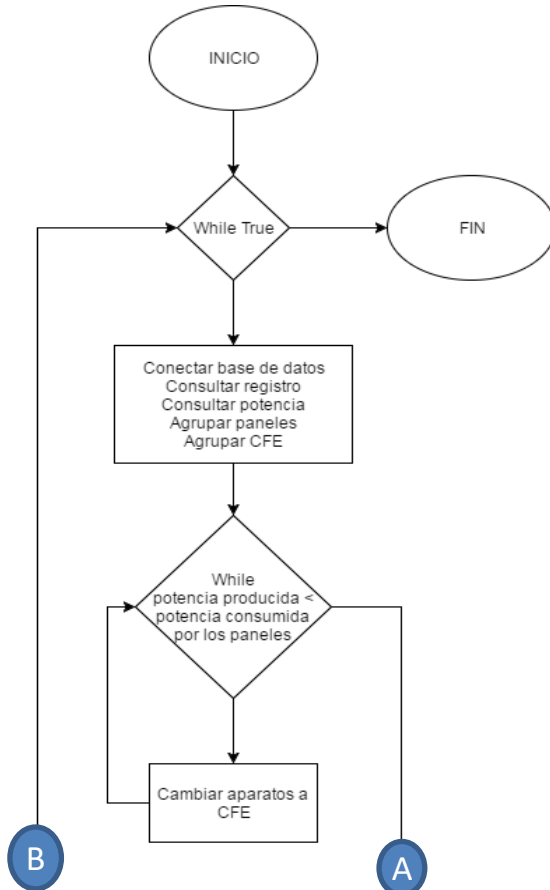 INICIO
While True
FIN
Conectar base de datos
Consultar registro
Consultar potencia
Agrupar paneles
Agrupar CFE
While
potencia producida <
potencia consumida
por los paneles
Cambiar aparatos a
CFE
B
A